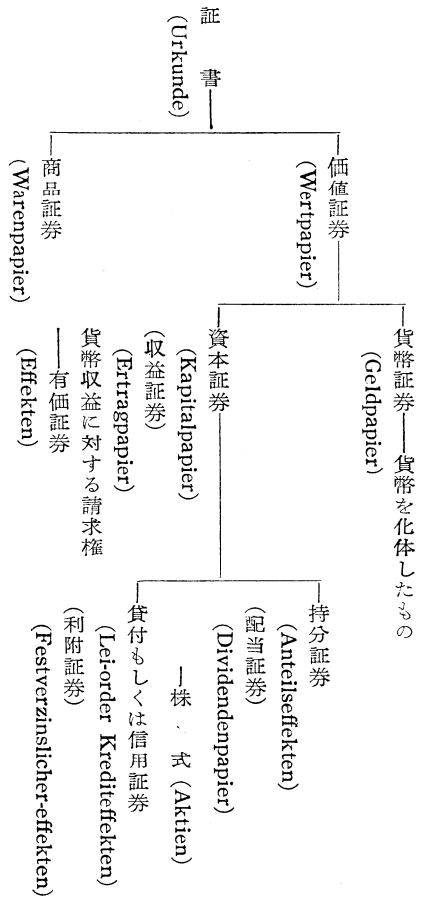 証書
(Urkunde)
価値証券
(Wertpapier)
貨幣証券――貨幣を化体したもの
(Geldpapier)
資本証券
(Kapitalpapier)
(収益証券)
(Ertragpapier)
貨幣収益に対する請求権
――有価証券
(Effekten)
持分証券
(Anteilseffekten)
(配当証券)
(Dividendenpapier)
―株式(Aktien)
貸付もしくは信用証券
(Lei-order Krediteffekten)
(利附証券)
(Festverzinslicher-effekten)
商品証券
(Warenpapier)